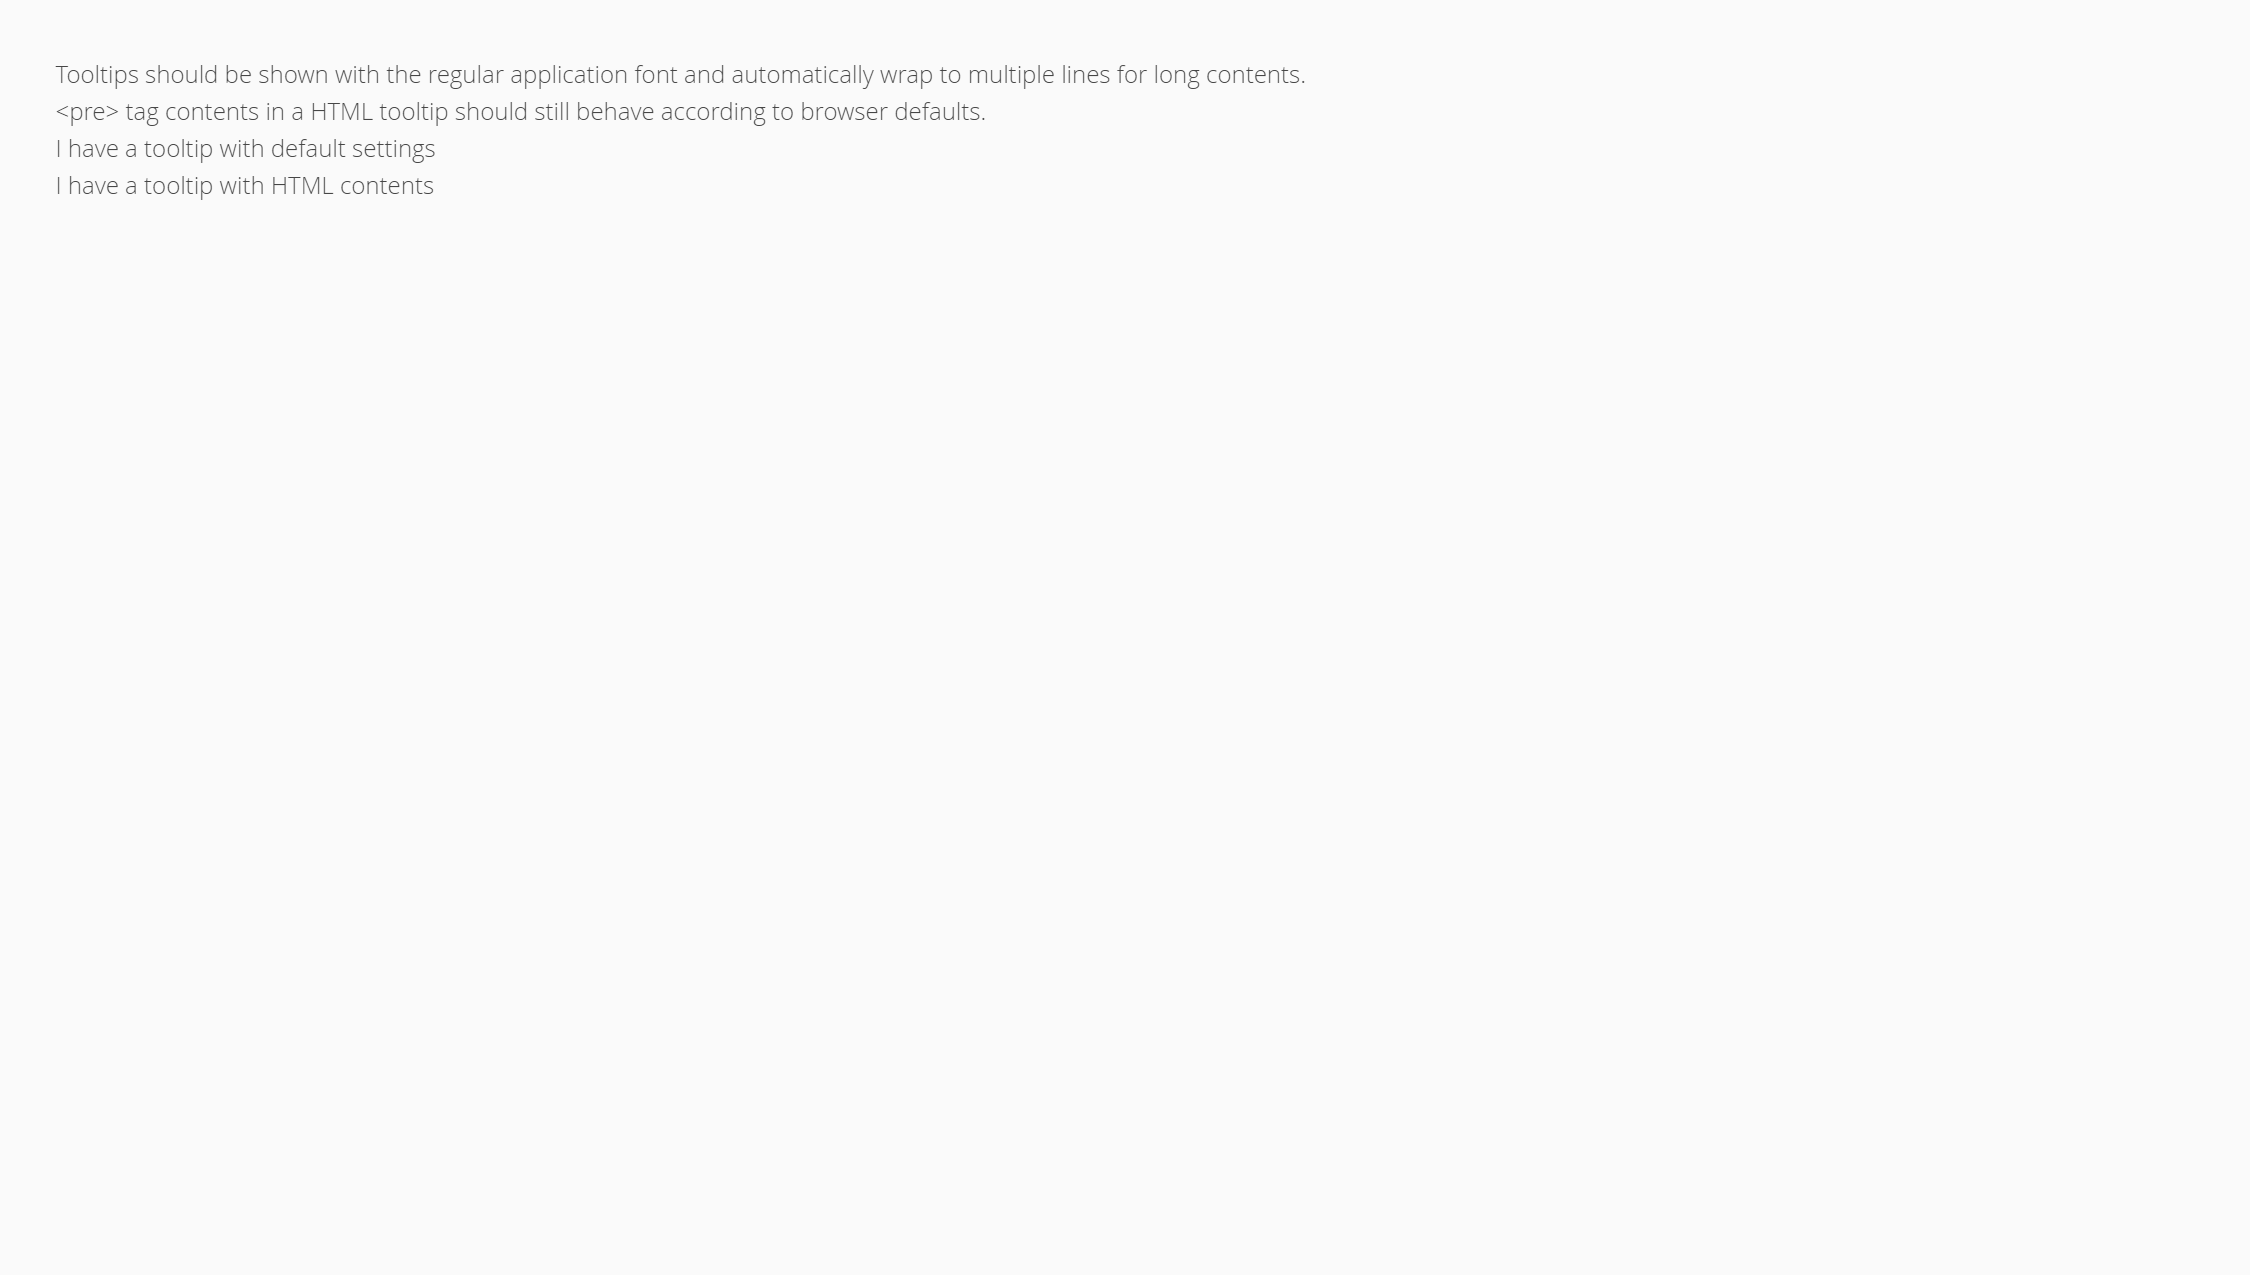 Tooltips should be shown with the regular application font and automatically wrap to multiple lines for long contents.
<pre> tag contents in a HTML tooltip should still behave according to browser defaults.
I have a tooltip with default settings
I have a tooltip with HTML contents